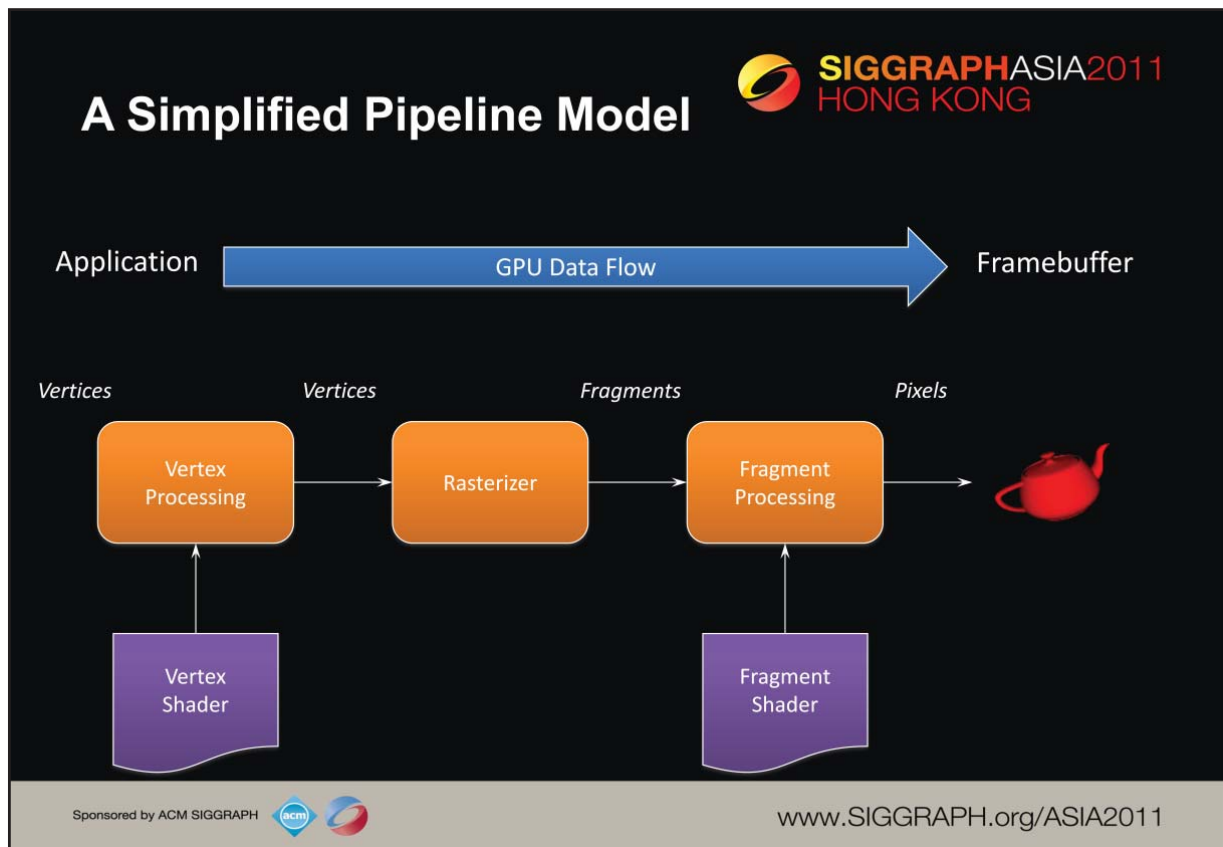 SIGGRAPHASIA2011
HONG KONG
A Simplified Pipeline Model
Application
GPU Data Flow
Framebuffer
Vertices
Vertices
Fragments
Pixels
Vertex
Processing
Rasterizer
Fragment
Processing
Vertex
Shader
Fragment
Shader
Sponsored by ACM SIGGRAPH
acm
www.SIGGRAPH.org/ASIA2011